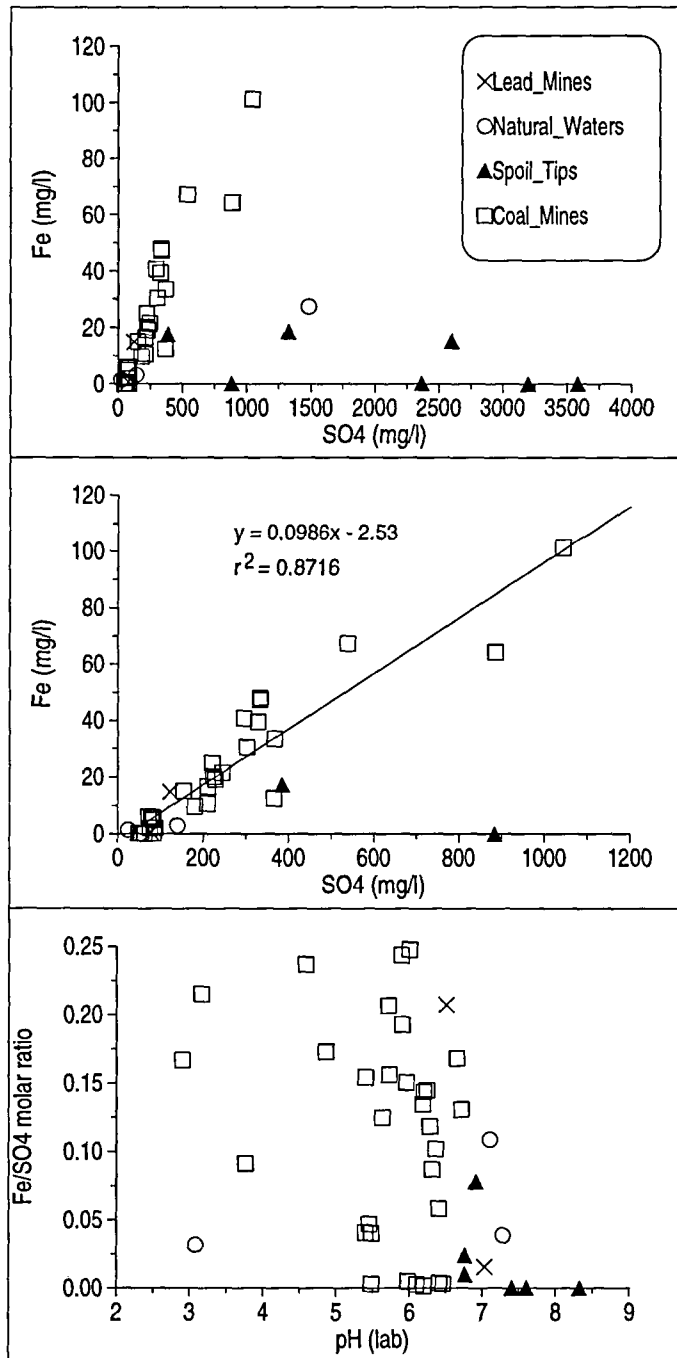 120
100
80
60
40
20
0
Fe (mg/l)
Lead_Mines
Natural_Waters
Spoil_Tips
Coal_Mines
0 500 1000 1500 2000 2500 3000 3500 4000
SO4 (mg/l)
120
100
80
60
40
20
0
Fe (mg/l)
y = 0.0986x - 2.53
r2 = 0.8716
0 200 400 600 800 1000 1200
SO4 (mg/l)
0.25
0.20
0.15
0.10
0.05
0.00
Fe/SO4 molar ratio
2 3 4 5 6 7 8 9
pH (lab)